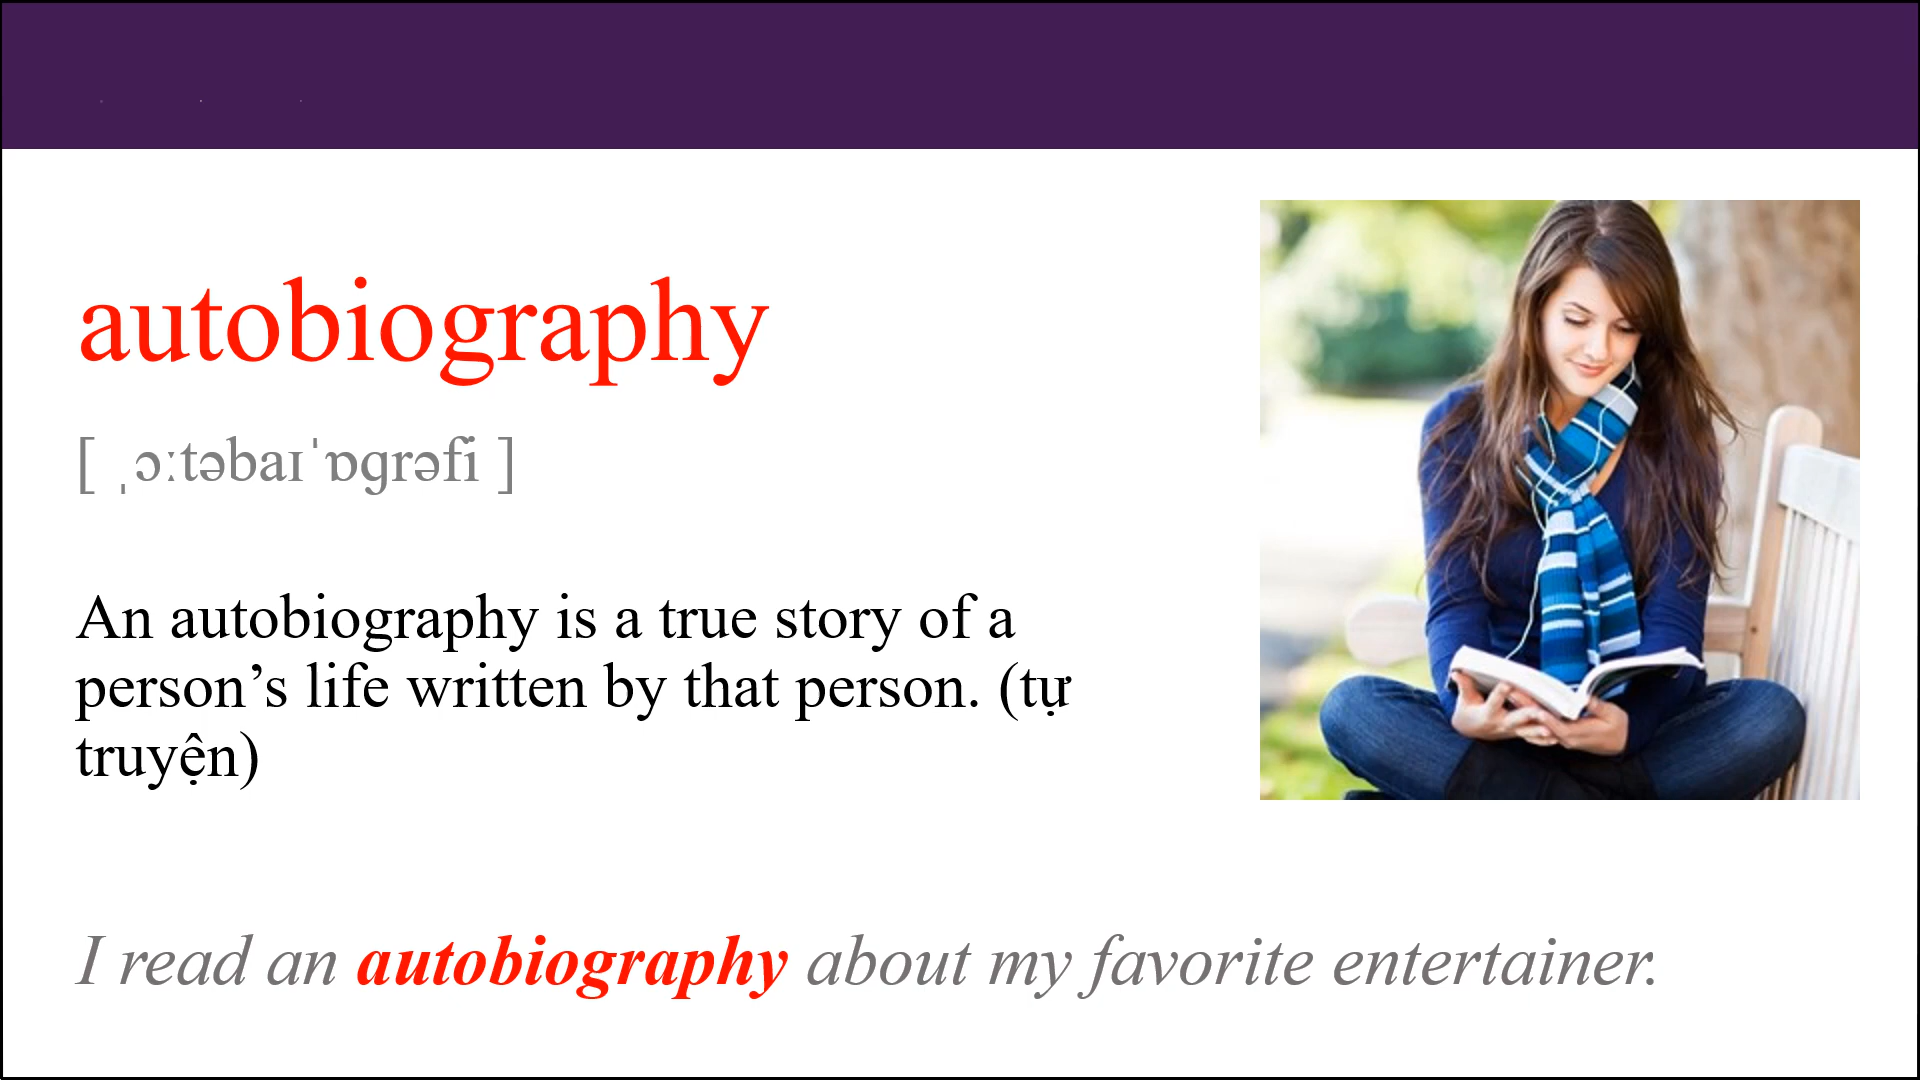 autobiography
[ ˌɔːtəbaɪˈɒɡrəfi ]
An autobiography is a true story of a
person’s life written by that person. (tự
truyện)
I read an autobiography about my favorite entertainer.